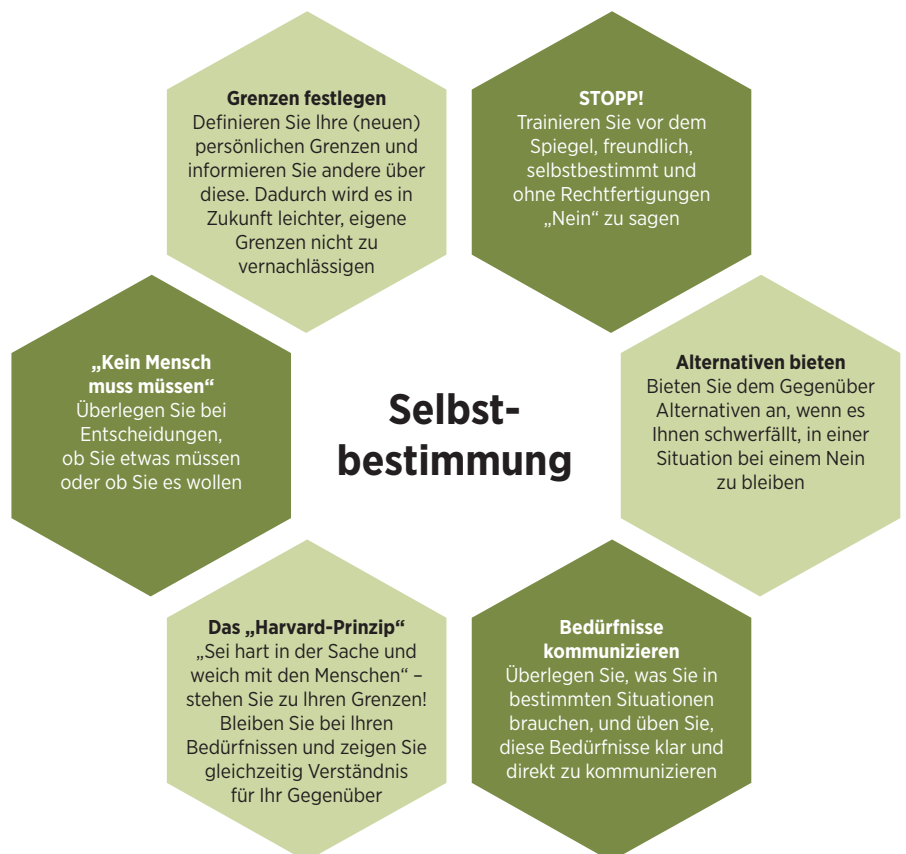 Grenzen festlegen
Definieren Sie Ihre (neuen)
persönlichen Grenzen und
informieren Sie andere über
diese. Dadurch wird es in
Zukunft leichter, eigene
Grenzen nicht zu
vernachlässigen
STOPP!
Trainieren Sie vor dem
Spiegel, freundlich,
selbstbestimmt und
ohne Rechtfertigungen
„Nein“ zu sagen
„Kein Mensch
muss müssen“
Überlegen Sie bei
Entscheidungen,
ob Sie etwas müssen
oder ob Sie es wollen
Selbst-
bestimmung
Alternativen bieten
Bieten Sie dem Gegenüber
Alternativen an, wenn es
Ihnen schwerfällt, in einer
Situation bei einem Nein
zu bleiben
Das „Harvard-Prinzip“
„Sei hart in der Sache und
weich mit den Menschen“ –
stehen Sie zu Ihren Grenzen!
Bleiben Sie bei Ihren
Bedürfnissen und zeigen Sie
gleichzeitig Verständnis
für Ihr Gegenüber
Bedürfnisse
kommunizieren
Überlegen Sie, was Sie in
bestimmten Situationen
brauchen, und üben Sie,
diese Bedürfnisse klar und
direkt zu kommunizieren